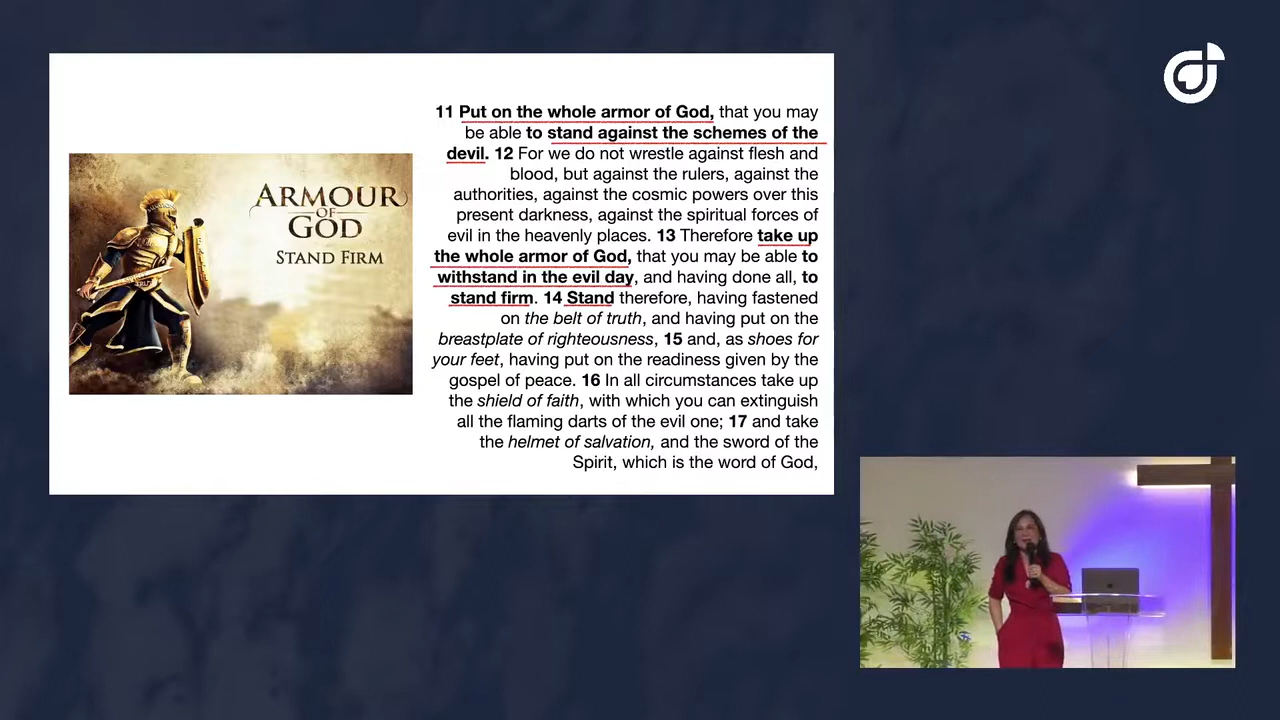 ARMOUR
OF
GOD
STAND FIRM
11 Put on the whole armor of God, that you may
be able to stand against the schemes of the
devil. 12 For we do not wrestle against flesh and
blood, but against the rulers, against the
authorities, against the cosmic powers over this
present darkness, against the spiritual forces of
evil in the heavenly places. 13 Therefore take up
the whole armor of God, that you may be able to
withstand in the evil day, and having done all, to
stand firm. 14 Stand therefore, having fastened
on the belt of truth, and having put on the
breastplate of righteousness, 15 and, as shoes for
your feet, having put on the readiness given by the
gospel of peace. 16 In all circumstances take up
the shield of faith, with which you can extinguish
all the flaming darts of the evil one; 17 and take
the helmet of salvation, and the sword of the
Spirit, which is the word of God,